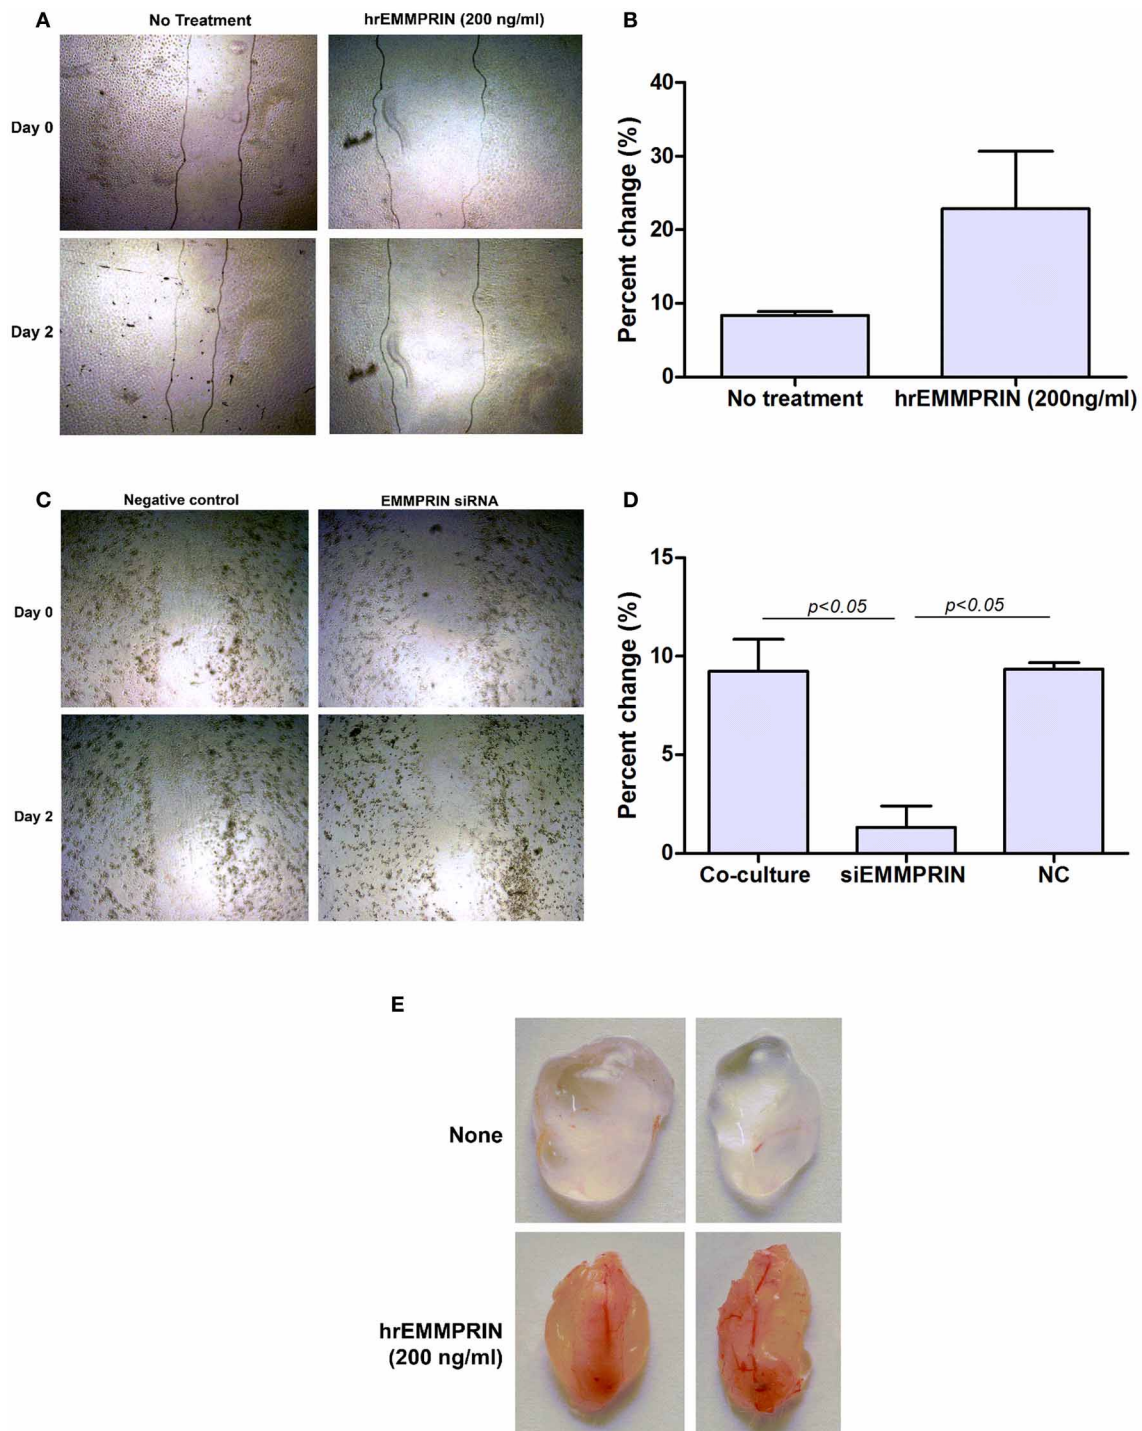 A
No Treatment
hrEMMPRIN (200 ng/ml)
Day 0
Day 2
B
Percent change (%)
40
30
20
10
0
No treatment
hrEMMPRIN (200ng/ml)
C
Negative control
EMMPRIN siRNA
Day 0
Day 2
D
Percent change (%)
15
10
5
0
p<0.05
p<0.05
Co-culture
siEMMPRIN
NC
E
None
hrEMMPRIN
(200 ng/ml)